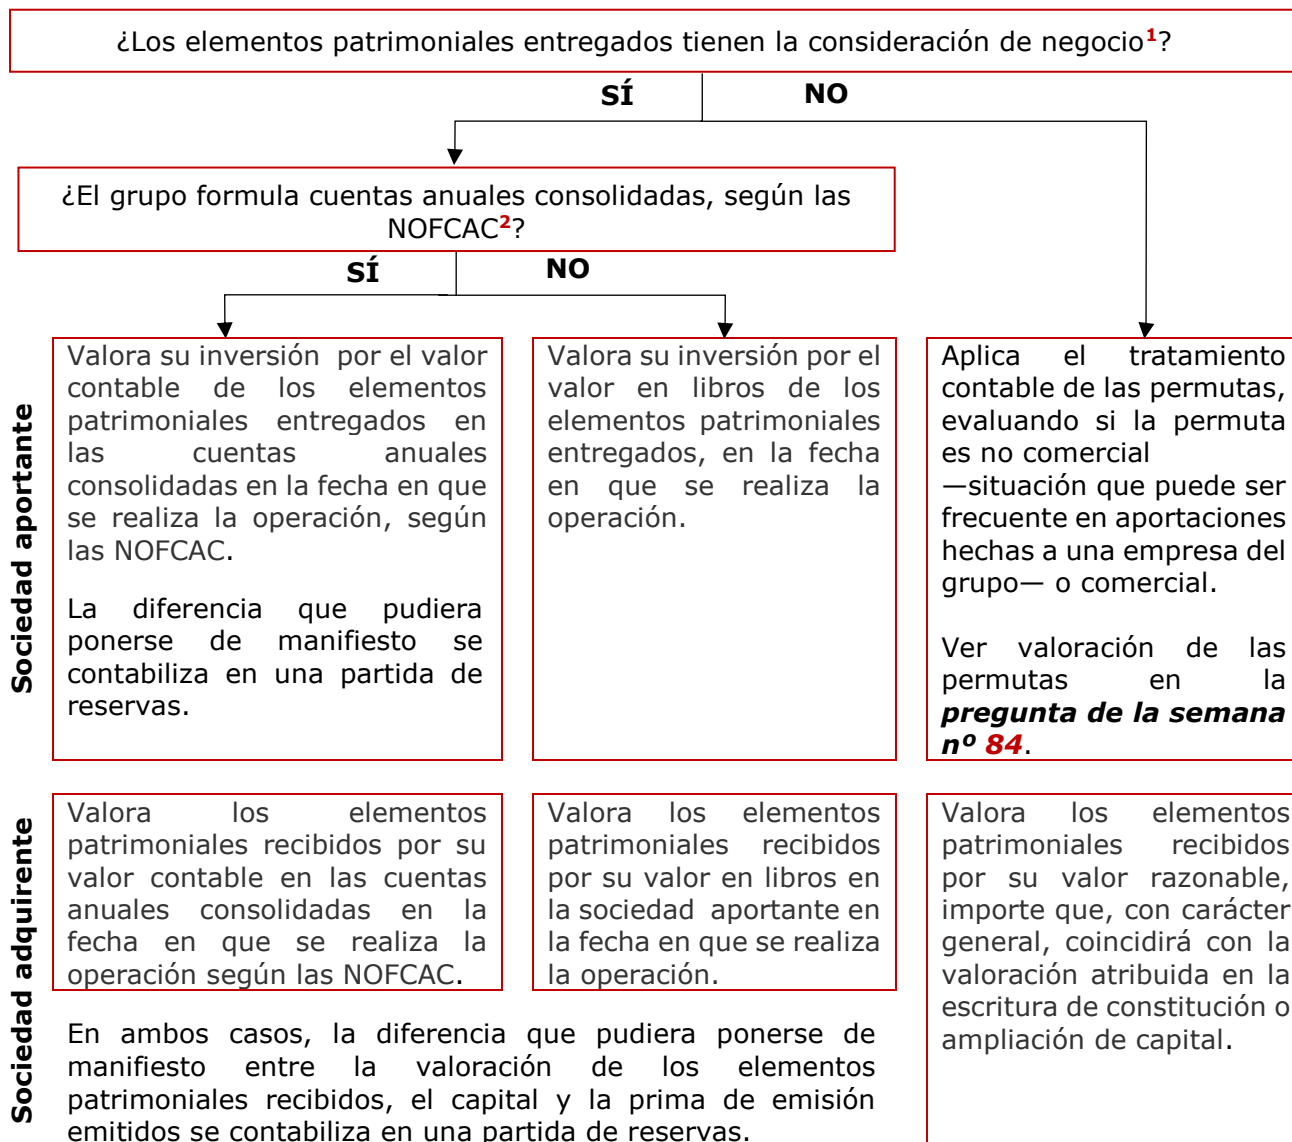 ¿Los elementos patrimoniales entregados tienen la consideración de negocio1?
SÍ
NO
¿El grupo formula cuentas anuales consolidadas, según las
NOFCAC2?
SÍ
NO
Sociedad aportante
Valora su inversión por el valor
contable de los elementos
patrimoniales entregados en
las cuentas anuales
consolidadas en la fecha en que
se realiza la operación, según
las NOFCAC.
La diferencia que pudiera
ponerse de manifiesto se
contabiliza en una partida de
reservas.
Valora su inversión por el
valor en libros de los
elementos patrimoniales
entregados, en la fecha
en que se realiza la
operación.
Aplica el tratamiento
contable de las permutas,
evaluando si la permuta
es no comercial
—situación que puede ser
frecuente en aportaciones
hechas a una empresa del
grupo— o comercial.
Ver valoración de las
permutas en la
pregunta de la semana
nº 84.
Sociedad adquirente
Valora los elementos
patrimoniales recibidos por su
valor contable en las cuentas
anuales consolidadas en la
fecha en que se realiza la
operación según las NOFCAC.
Valora los elementos
patrimoniales recibidos
por su valor en libros en
la sociedad aportante en
la fecha en que se realiza
la operación.
En ambos casos, la diferencia que pudiera ponerse de
manifiesto entre la valoración de los elementos
patrimoniales recibidos, el capital y la prima de emisión
emitidos se contabiliza en una partida de reservas.
Valora los elementos
patrimoniales recibidos
por su valor razonable,
importe que, con carácter
general, coincidirá con la
valoración atribuida en la
escritura de constitución o
ampliación de capital.